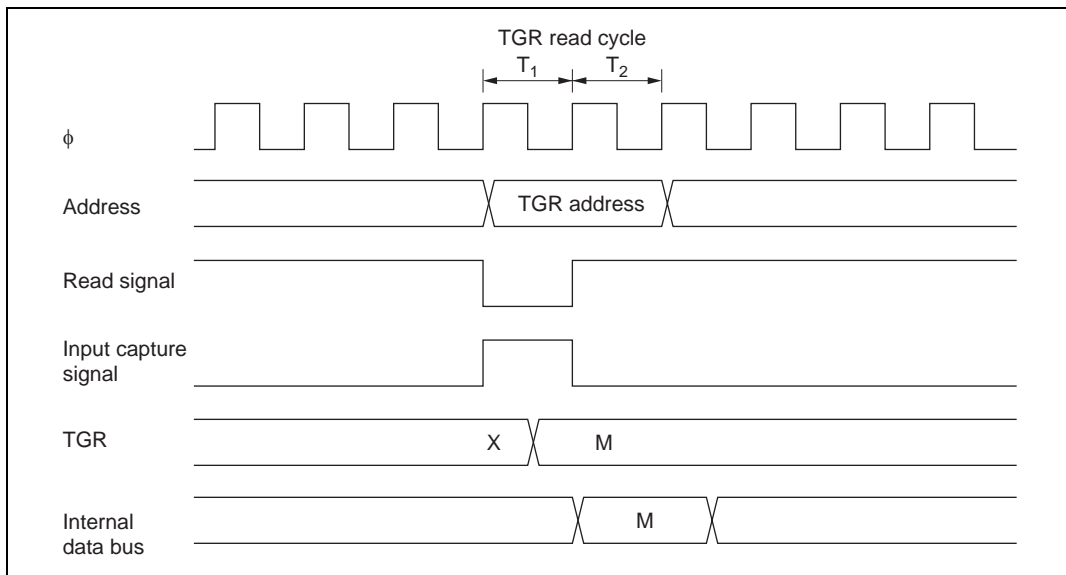 TGR read cycle
T1 T2
φ
Address
TGR address
Read signal
Input capture
signal
TGR
X M
Internal
data bus
M